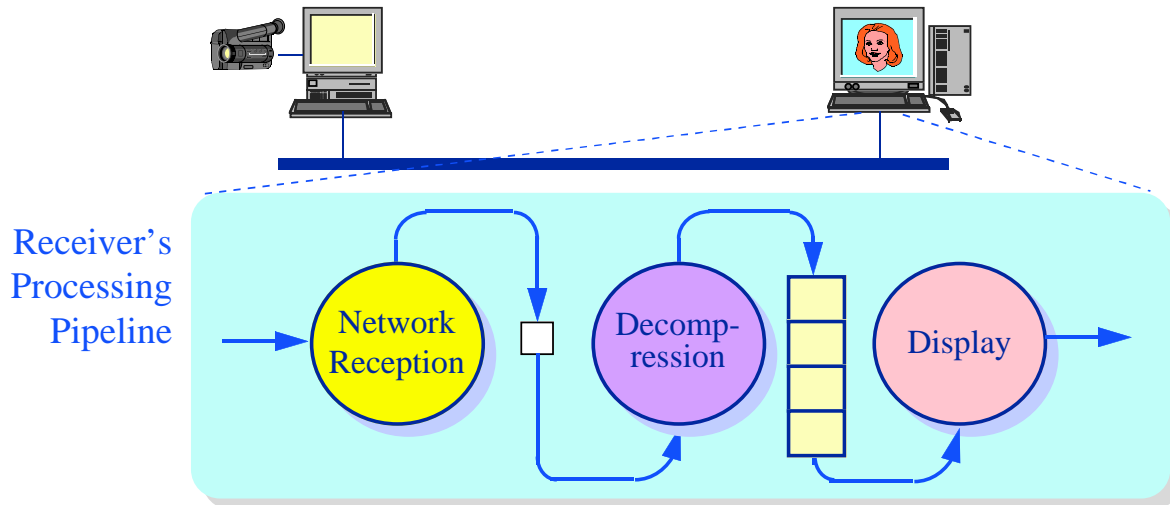 Receiver's
Processing
Pipeline
Network
Reception
Decomp-
ression
Display